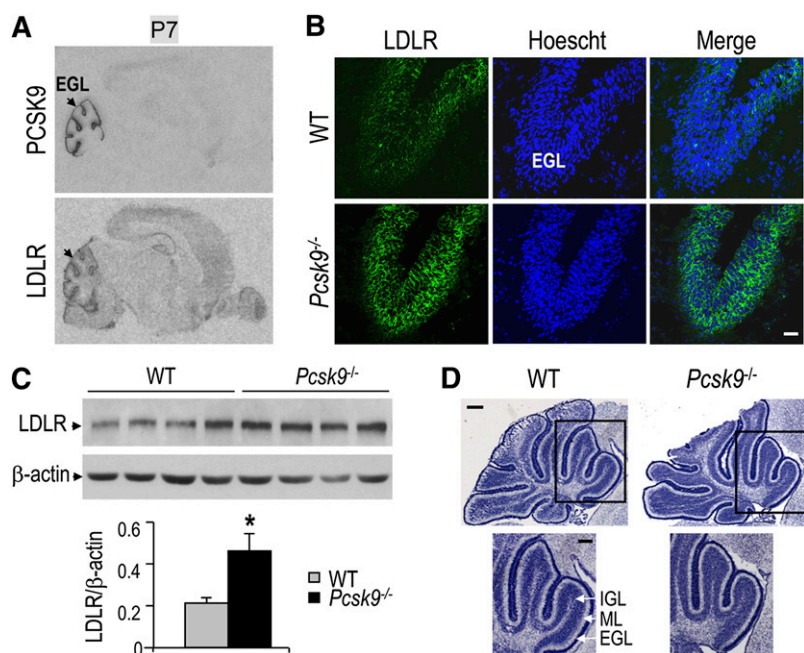 A
P7
PCSK9
EGL
LDLR
B
LDLR
Hoescht
Merge
WT
EGL
Pcsk9-/-
C
WT
Pcsk9-/-
LDLR
β-actin
LDLR/β-actin
0.6
0.4
0.2
0
*
WT
Pcsk9-/-
D
WT
Pcsk9-/-
IGL
ML
EGL